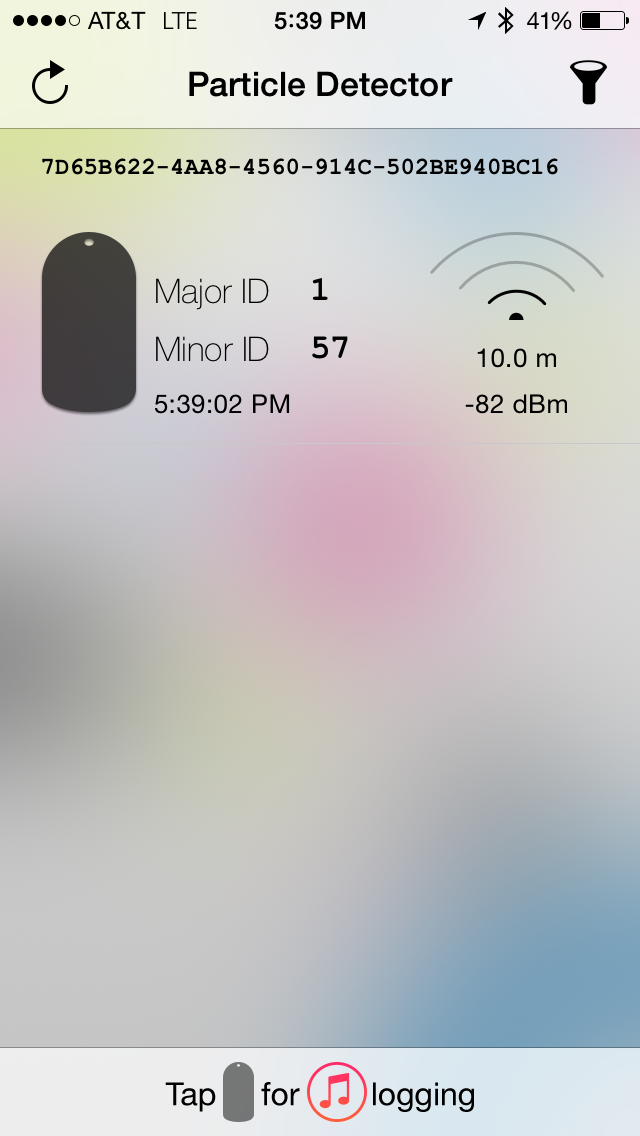 AT&T LTE 5:39 PM 41%
Particle Detector
7D65B622-4AA8-4560-914C-502BE940BC16
Major ID 1
Minor ID 57
10.0 m
5:39:02 PM
-82 dBm
Tap for logging